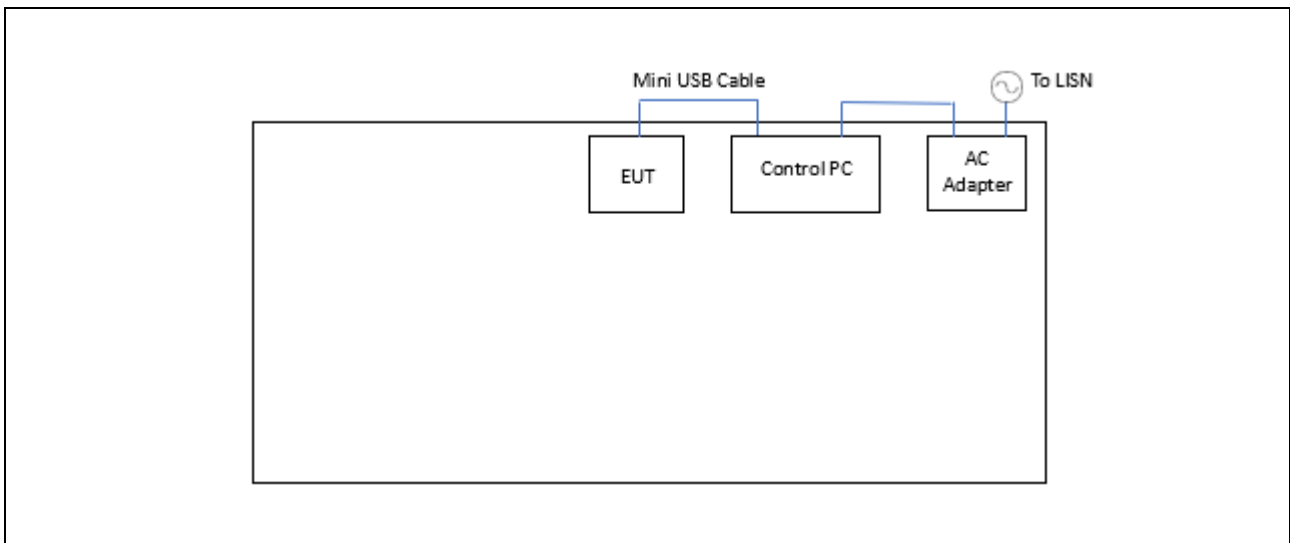 Mini USB Cable
To LISN
EUT
Control PC
AC
Adapter